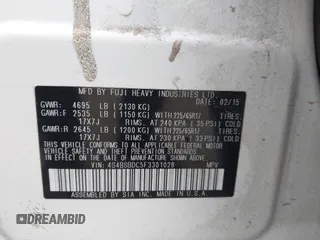 MFD BY FUJI HEAVY INDUSTRIES LTD.
GVWR: 4695 LB (2130 KG) DATE: 02/15
GAWR:F 2535 LB (1150 KG) WITH 225/65R17 TIRES,
17X7J RIMS, AT 240 KPA (35 PSI) COLD
GAWR:R 2645 LB (1200 KG) WITH 225/65R17 TIRES,
17X7J RIMS, AT 230 KPA (33 PSI) COLD
THIS VEHICLE CONFORMS TO ALL APPLICABLE FEDERAL MOTOR
VEHICLE SAFETY AND THEFT PREVENTION STANDARDS
IN EFFECT ON THE DATE OF MANUFACTURE SHOWN ABOVE.
VIN: 4S4BSBDC5F3301028 MPV
ASSEMBLED BY SIA INC. IN U.S.A.